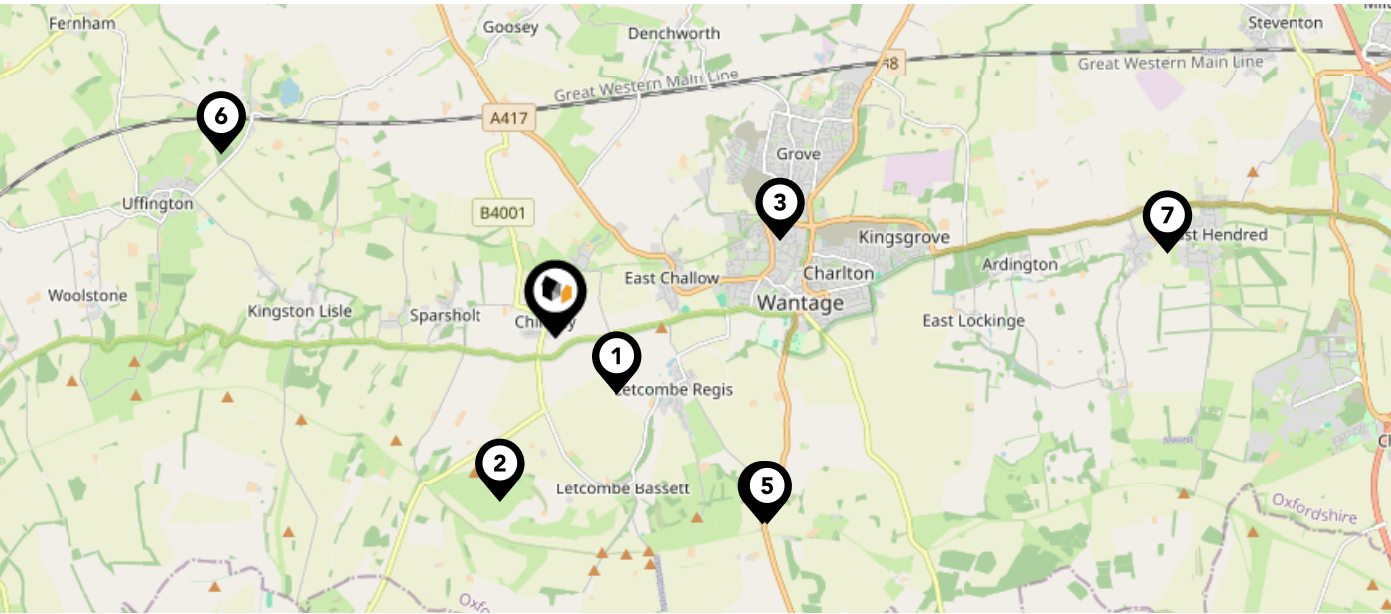 Fernham
Goosey
Denchworth
Steventon
Great Western Main Line
Great Western Main Line
A417
6
Grove
Uffington
B4001
3
7
Kingsgrove
East Challow
Charlton
Ardington
Hendred
Woolstone
Kingston Lisle
Sparsholt
Wantage
East Lockinge
1
Letcombe Regis
2
Letcombe Bassett
5
Oxfordshire